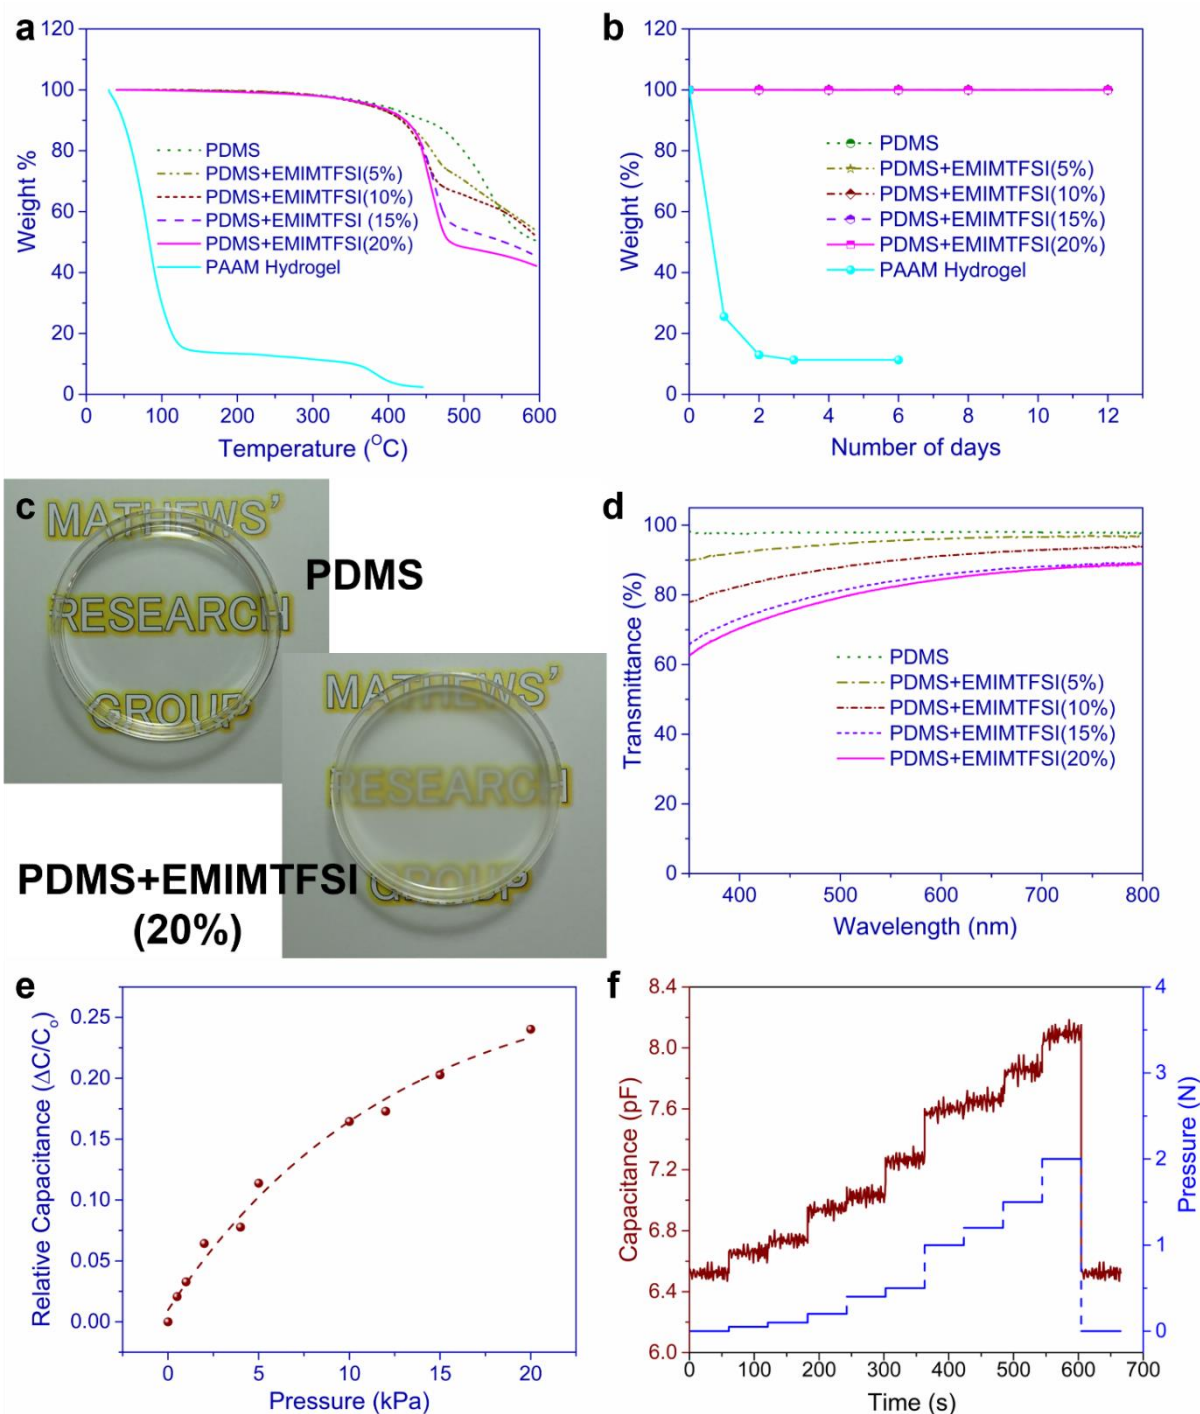 a
120
100
80
60
40
20
0
Weight %
PDMS
PDMS+EMIMTFSI(5%)
PDMS+EMIMTFSI(10%)
PDMS+EMIMTFSI (15%)
PDMS+EMIMTFSI(20%)
PAAM Hydrogel
0 100 200 300 400 500 600
Temperature (°C)
b
120
100
80
60
40
20
0
Weight (%)
PDMS
PDMS+EMIMTFSI(5%)
PDMS+EMIMTFSI(10%)
PDMS+EMIMTFSI(15%)
PDMS+EMIMTFSI(20%)
PAAM Hydrogel
0 2 4 6 8 10 12
Number of days
c
MATHEWS’
RESEARCH
GROUP
PDMS
MATHEWS’
RESEARCH
GROUP
PDMS+EMIMTFSI
(20%)
d
100
80
60
40
20
0
Transmittance (%)
PDMS
PDMS+EMIMTFSI(5%)
PDMS+EMIMTFSI(10%)
PDMS+EMIMTFSI(15%)
PDMS+EMIMTFSI(20%)
400 500 600 700 800
Wavelength (nm)
e
0.25
0.20
0.15
0.10
0.05
0.00
Relative Capacitance (ΔC/Co)
0 5 10 15 20
Pressure (kPa)
f
8.4
8.0
7.6
7.2
6.8
6.4
6.0
Capacitance (pF)
4
3
2
1
0
Pressure (N)
0 100 200 300 400 500 600 700
Time (s)